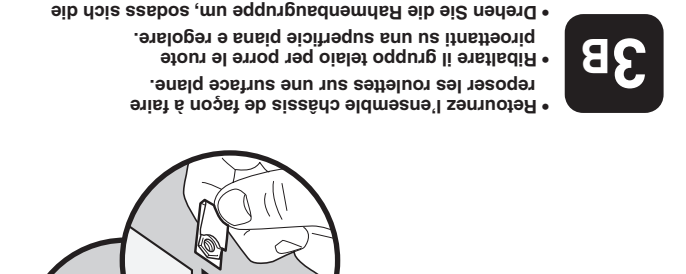 3B
• Retournez l'ensemble châssis de façon à faire
reposer les roulettes sur une surface plane.
• Ribaltare il gruppo telaio per porre le ruote
piroettanti su una superficie piana e regolare.
• Drehen Sie die Rahmenbaugruppe um, sodass sich die